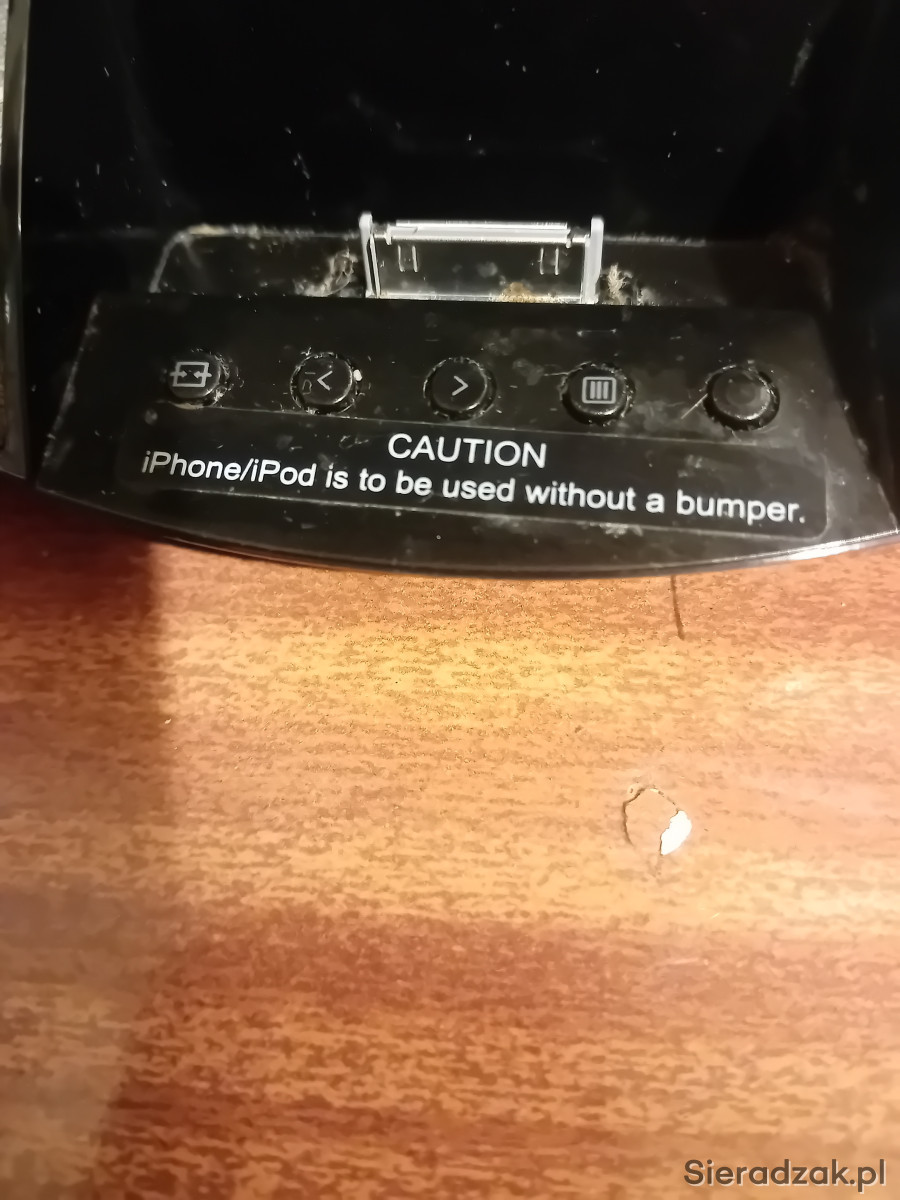 CAUTION
iPhone/iPod is to be used without a bumper.
Sieradzak.pl